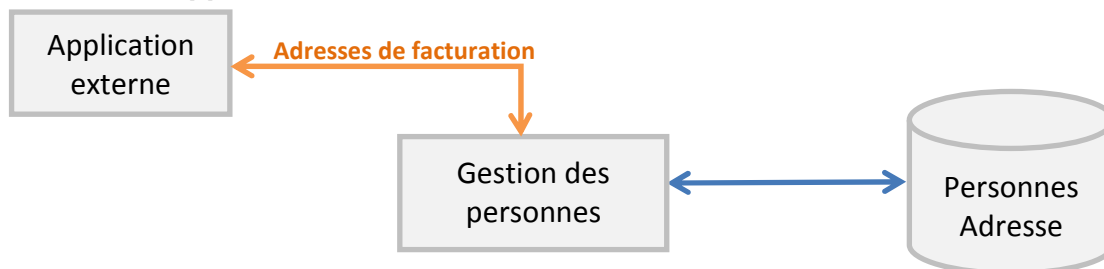 Application
externe
Adresses de facturation
Gestion des
personnes
Personnes
Adresse